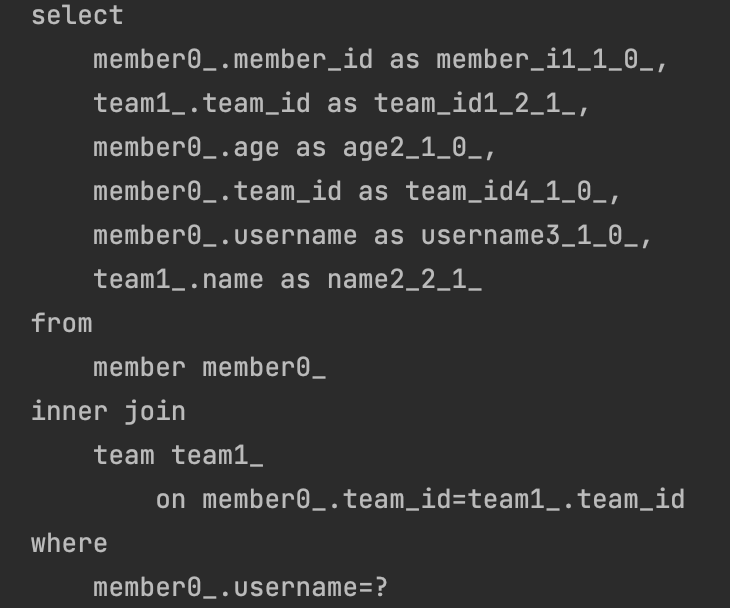 select
    member0_.member_id as member_i1_1_0_,
    team1_.team_id as team_id1_2_1_,
    member0_.age as age2_1_0_,
    member0_.team_id as team_id4_1_0_,
    member0_.username as username3_1_0_,
    team1_.name as name2_2_1_
from
    member member0_
inner join
    team team1_
        on member0_.team_id=team1_.team_id
where
    member0_.username=?